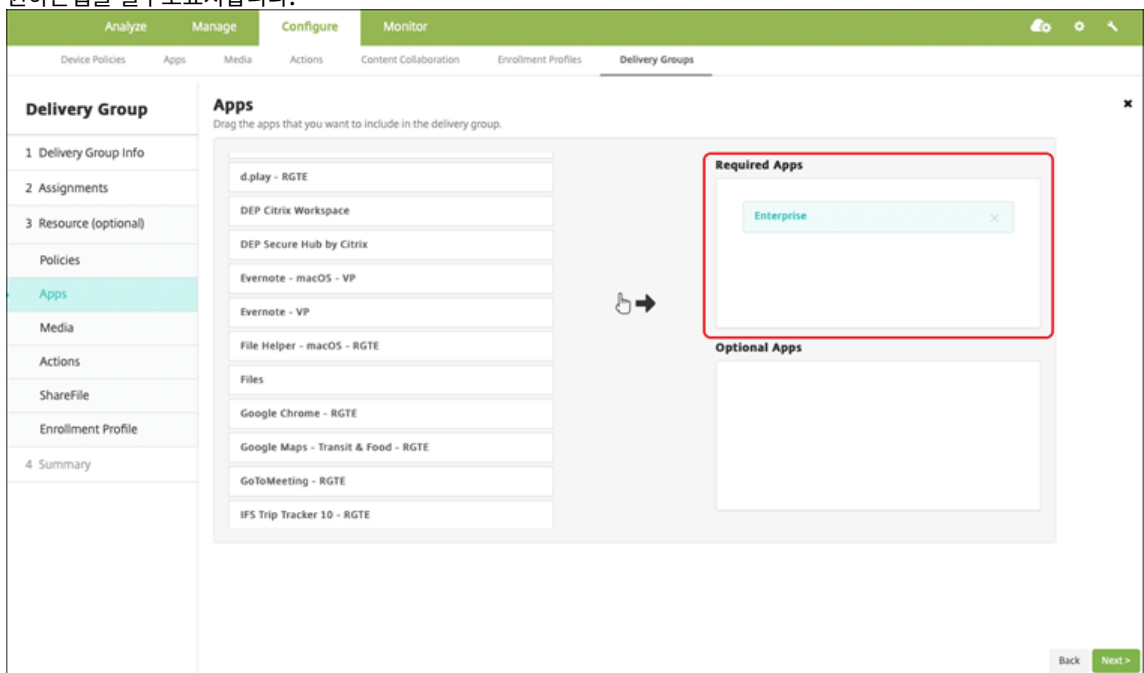 Analyze Manage Configure Monitor
Device Policies Apps Media Actions Content Collaboration Enrollment Profiles Delivery Groups
Delivery Group
1 Delivery Group Info
2 Assignments
3 Resource (optional)
Policies
Apps
Media
Actions
ShareFile
Enrollment Profile
4 Summary
Apps
Drag the apps that you want to include in the delivery group.
d.play - RGTE
DEP Citrix Workspace
DEP Secure Hub by Citrix
Evernote - macOS - VP
Evernote - VP
File Helper - macOS - RGTE
Files
Google Chrome - RGTE
Google Maps - Transit & Food - RGTE
GoToMeeting - RGTE
IFS Trip Tracker 10 - RGTE
Required Apps
Enterprise
Optional Apps
Back Next >